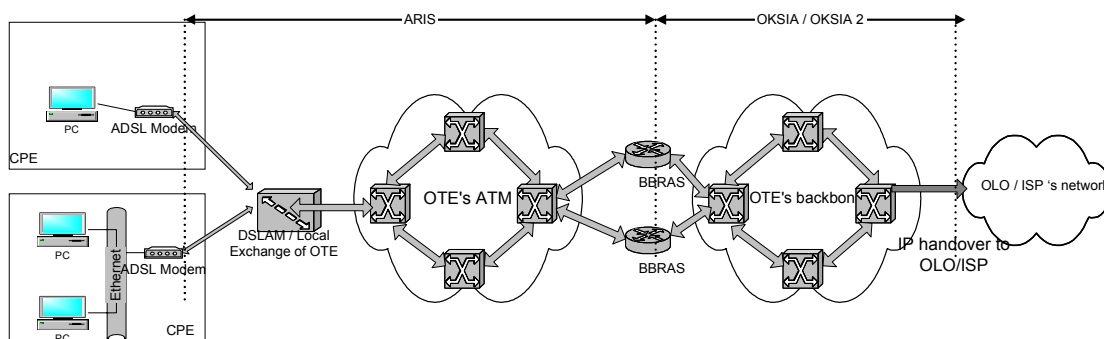 ARIS
OKSIA / OKSIA 2
PC
ADSL Modem
CPE
OTE's ATM
BBRAS
OTE's backbon
OLO / ISP 's network
DSLAM / Local
Exchange of OTE
BBRAS
IP handover to
OLO/ISP
PC
Ethernet
ADSL Modem
PC
CPE